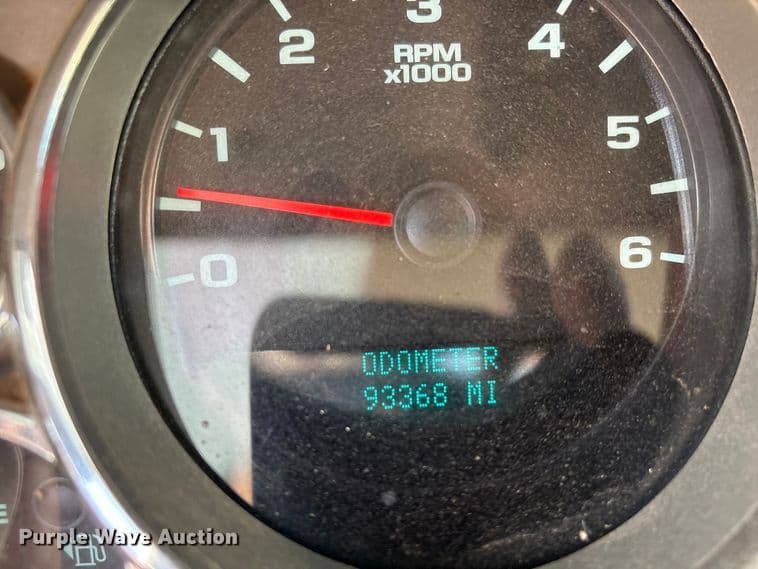 3
2
4
RPM
x1000
1
5
0
6
ODOMETER
93368 MI
E
Purple Wave Auction